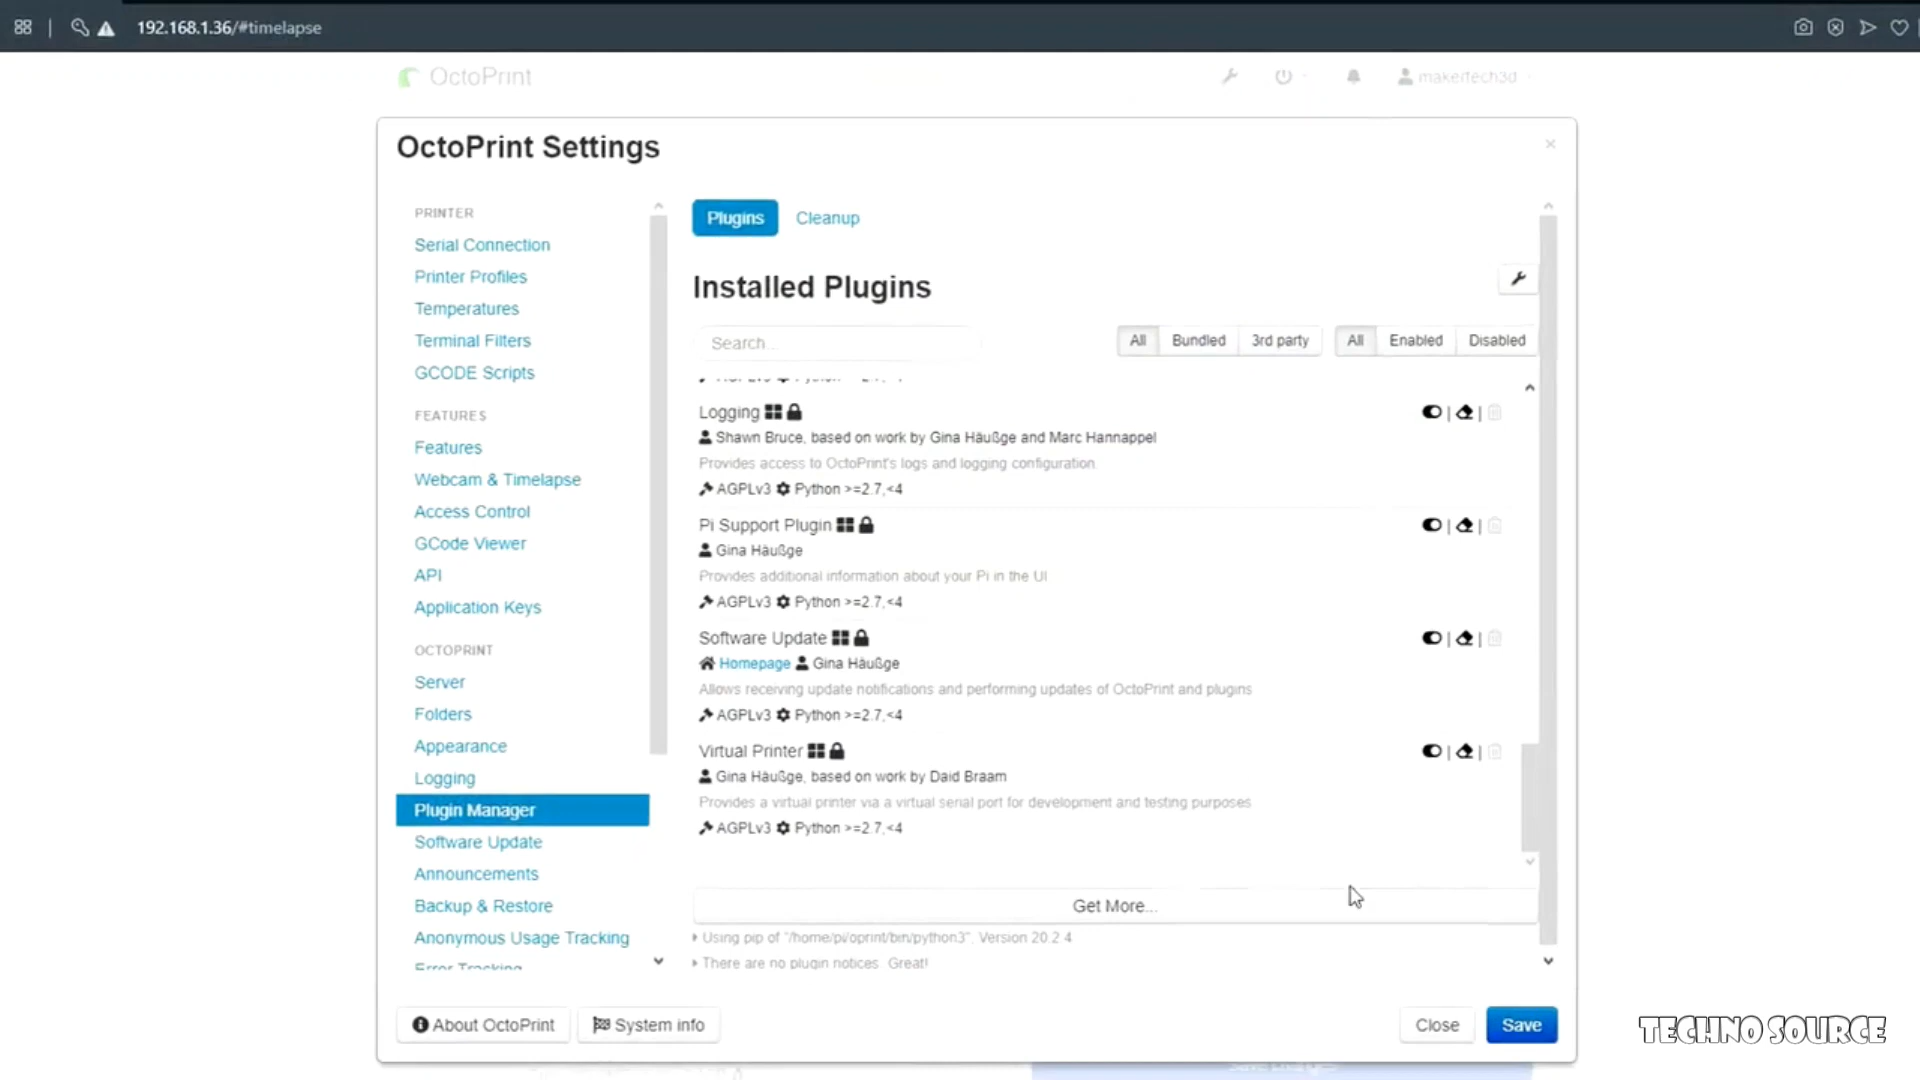 192.168.1.36/#timelapse
OctoPrint
makertech3d
OctoPrint Settings
PRINTER
Serial Connection
Printer Profiles
Temperatures
Terminal Filters
GCODE Scripts
FEATURES
Features
Webcam & Timelapse
Access Control
GCode Viewer
API
Application Keys
OCTOPRINT
Server
Folders
Appearance
Logging
Plugin Manager
Software Update
Announcements
Backup & Restore
Anonymous Usage Tracking
Error Tracking
Plugins Cleanup
Installed Plugins
Search...
All Bundled 3rd party All Enabled Disabled
Logging
Shawn Bruce, based on work by Gina Häußge and Marc Hannappel
Provides access to OctoPrint's logs and logging configuration.
AGPLv3 Python >=2.7,<4
Pi Support Plugin
Gina Häußge
Provides additional information about your Pi in the UI
AGPLv3 Python >=2.7,<4
Software Update
Homepage Gina Häußge
Allows receiving update notifications and performing updates of OctoPrint and plugins
AGPLv3 Python >=2.7,<4
Virtual Printer
Gina Häußge, based on work by Daid Braam
Provides a virtual printer via a virtual serial port for development and testing purposes
AGPLv3 Python >=2.7,<4
Get More...
Using pip of "/home/pi/oprint/bin/python3", Version 20.2.4
There are no plugin notices. Great!
About OctoPrint System info
Close Save
TECHNO SOURCE